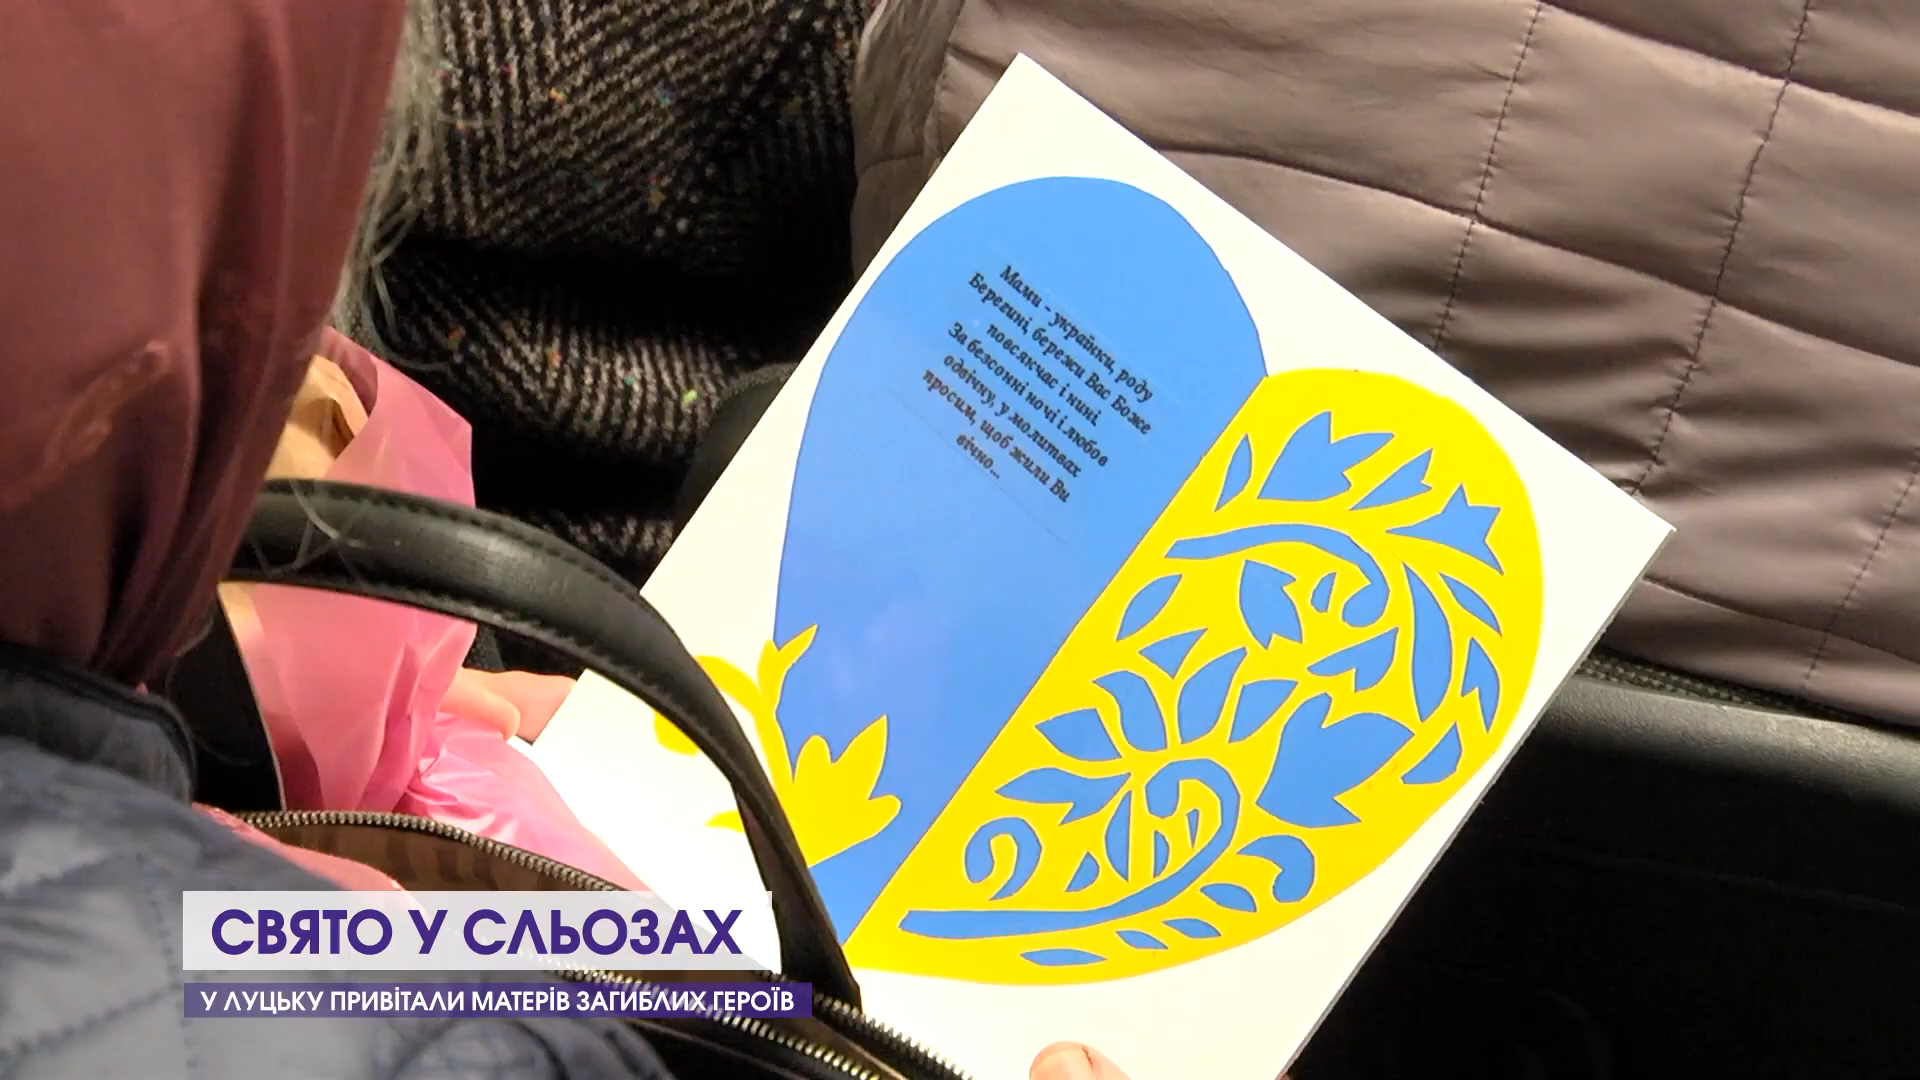 Мами - українки, роду
Берегині, бережи Вас Боже
повсякчас і нині.
За безсонні ночі і любов
одвічну, у молитвах
просим, щоб жили Ви
вічно...
СВЯТО У СЛЬОЗАХ
У ЛУЦЬКУ ПРИВІТАЛИ МАТЕРІВ ЗАГИБЛИХ ГЕРОЇВ